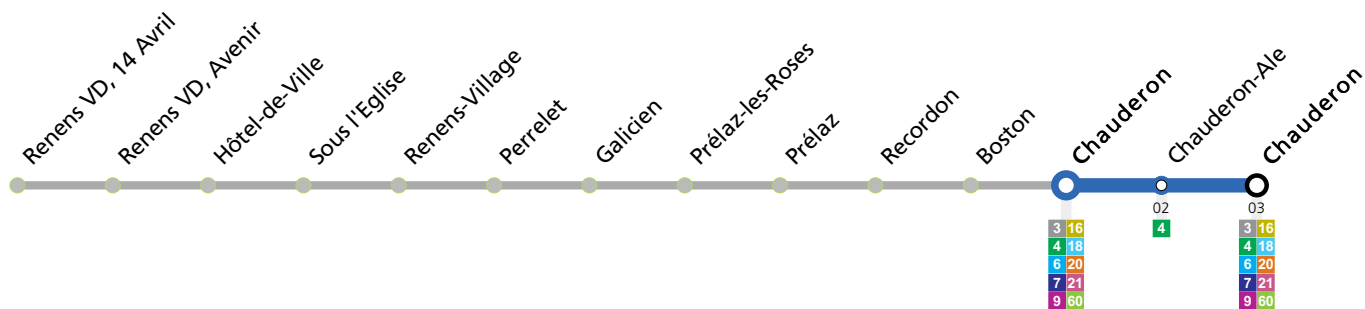 Renens VD, 14 Avril
Renens VD, Avenir
Hôtel-de-Ville
Sous l'Eglise
Renens-Village
Perrelet
Galicien
Prélaz-les-Roses
Prélaz
Recordon
Boston
Chauderon
Chauderon-Ale
Chauderon
02
03
3 16
4 18
6 20
7 21
9 60
4
3 16
4 18
6 20
7 21
9 60